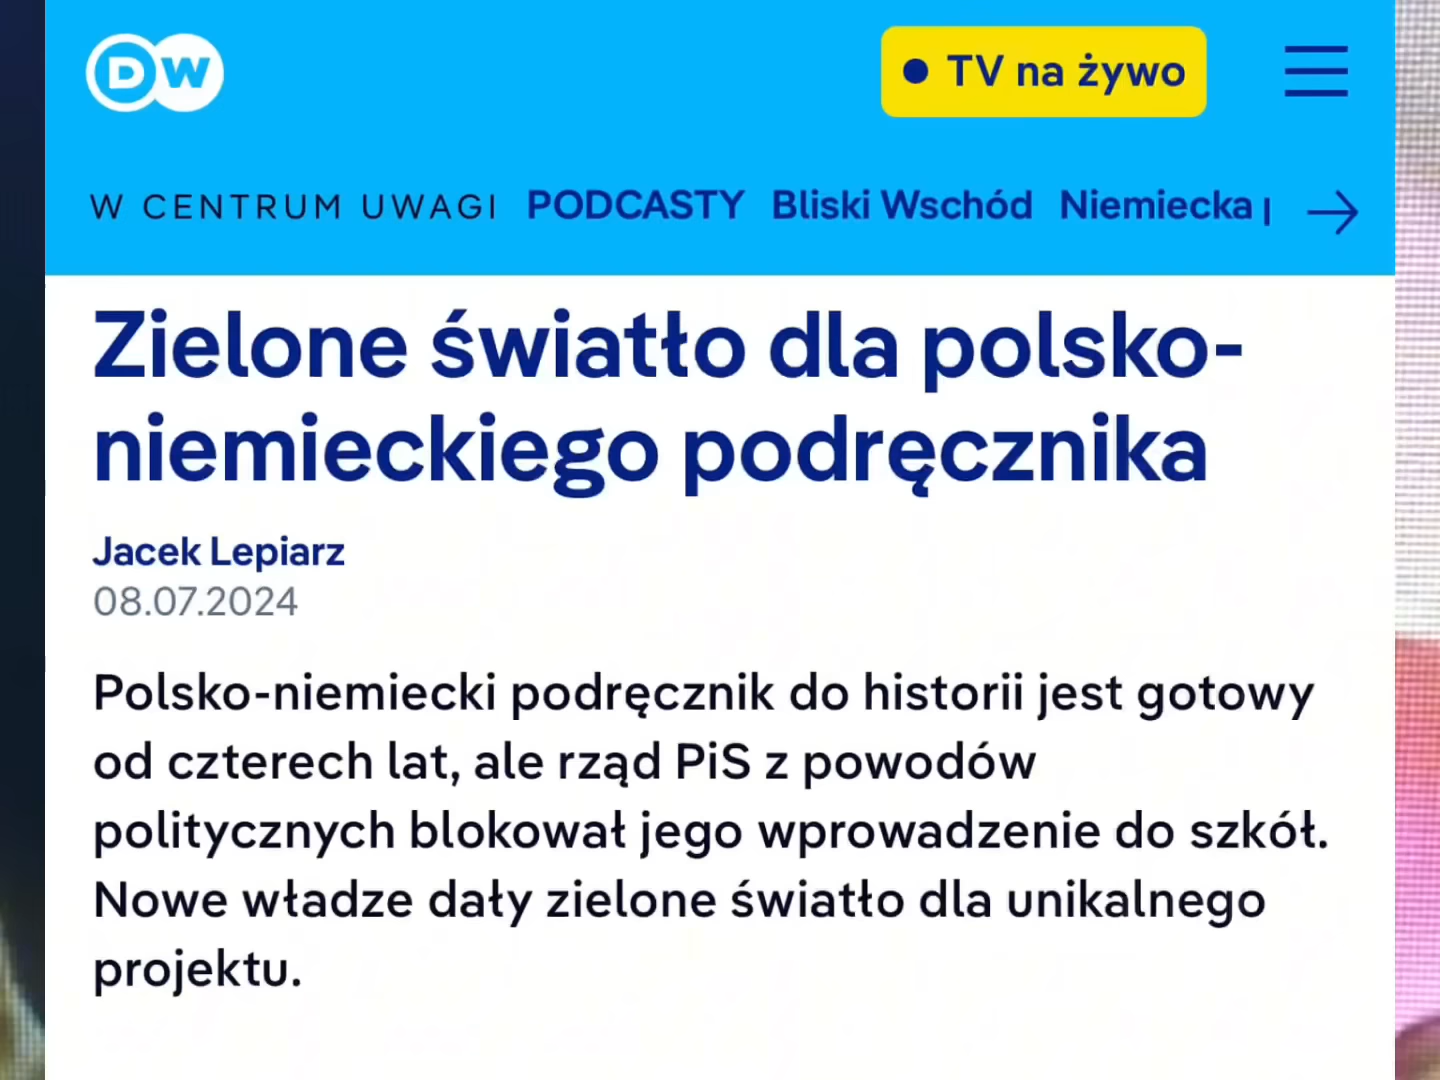 DW
TV na żywo
W CENTRUM UWAGI PODCASTY Bliski Wschód Niemiecka
Zielone światło dla polsko-
niemieckiego podręcznika
Jacek Lepiarz
08.07.2024
Polsko-niemiecki podręcznik do historii jest gotowy
od czterech lat, ale rząd PiS z powodów
politycznych blokował jego wprowadzenie do szkół.
Nowe władze dały zielone światło dla unikalnego
projektu.